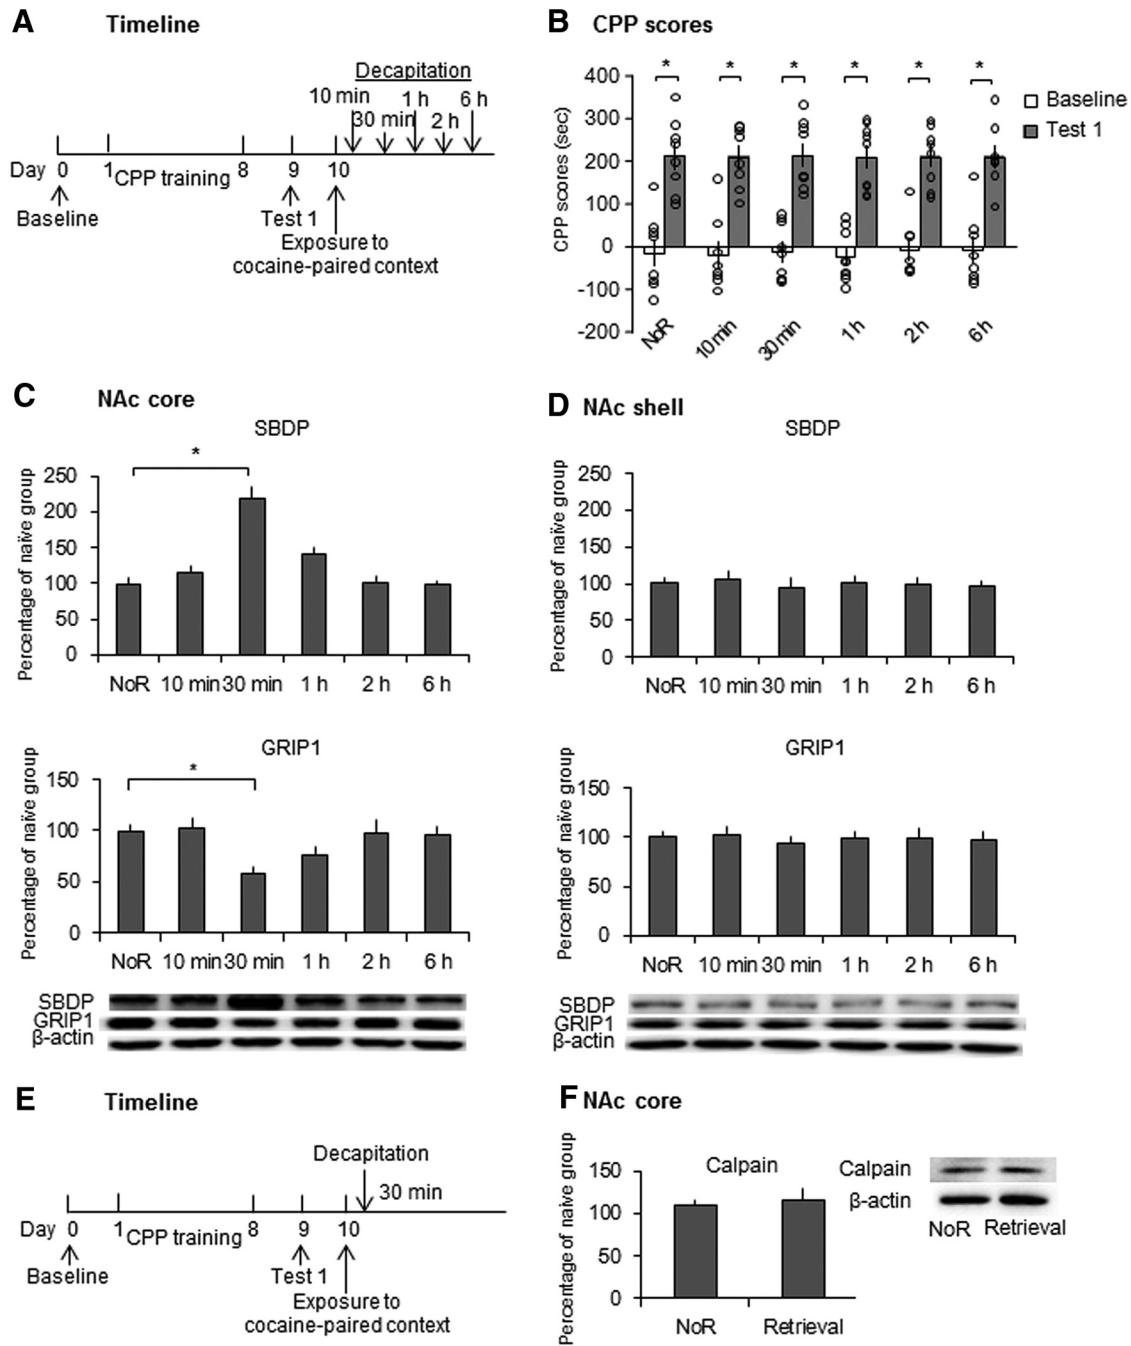 A Timeline
Decapitation
10 min 1 h 6 h
30 min 2 h
Day 0 1 CPP training 8 9 10
Baseline Test 1
Exposure to
cocaine-paired context
B CPP scores
* * * * * *
CPP scores (sec)
400
300
200
100
0
-100
-200
NoR 10 min 30 min 1 h 2 h 6 h
Baseline
Test 1
C NAc core
SBDP
*
Percentage of naïve group
250
200
150
100
50
0
NoR 10 min 30 min 1 h 2 h 6 h
GRIP1
*
Percentage of naïve group
150
100
50
0
NoR 10 min 30 min 1 h 2 h 6 h
SBDP
GRIP1
β-actin
D NAc shell
SBDP
Percentage of naïve group
250
200
150
100
50
0
NoR 10 min 30 min 1 h 2 h 6 h
GRIP1
Percentage of naïve group
150
100
50
0
NoR 10 min 30 min 1 h 2 h 6 h
SBDP
GRIP1
β-actin
E Timeline
Decapitation
30 min
Day 0 1 CPP training 8 9 10
Baseline Test 1
Exposure to
cocaine-paired context
F NAc core
Calpain
Percentage of naive group
150
100
50
0
NoR Retrieval
Calpain
β-actin
NoR Retrieval